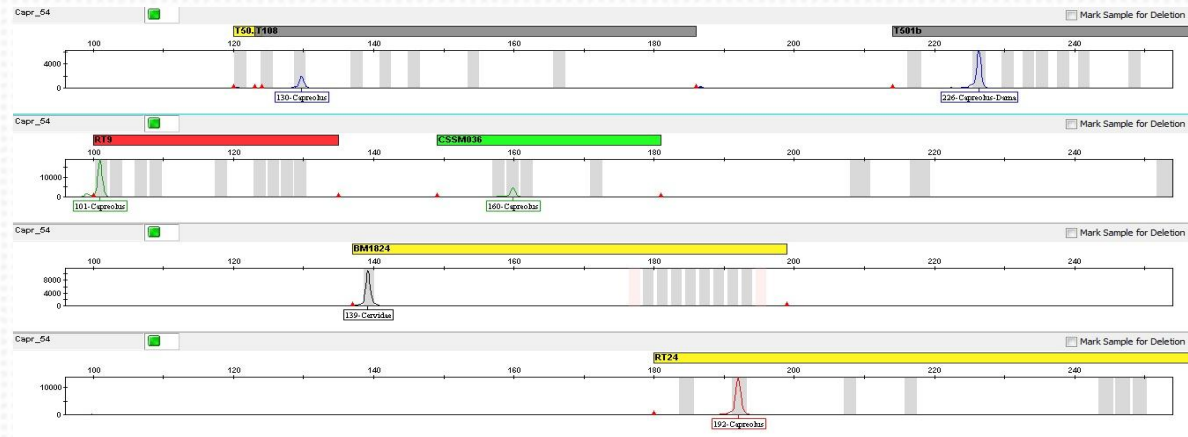 Capr_54 Mark Sample for Deletion
T50. T108 T501b
100 120 140 160 180 200 220 240
4000
0
130-Capreolus 226-Capreolus-Dama
Capr_54 Mark Sample for Deletion
RT9 CSSM036
100 120 140 160 180 200 220 240
10000
0
101-Capreolus 160-Capreolus
Capr_54 Mark Sample for Deletion
BM1824
100 120 140 160 180 200 220 240
8000
4000
0
139-Cervidae
Capr_54 Mark Sample for Deletion
RT24
100 120 140 160 180 200 220 240
10000
0
192-Capreolus